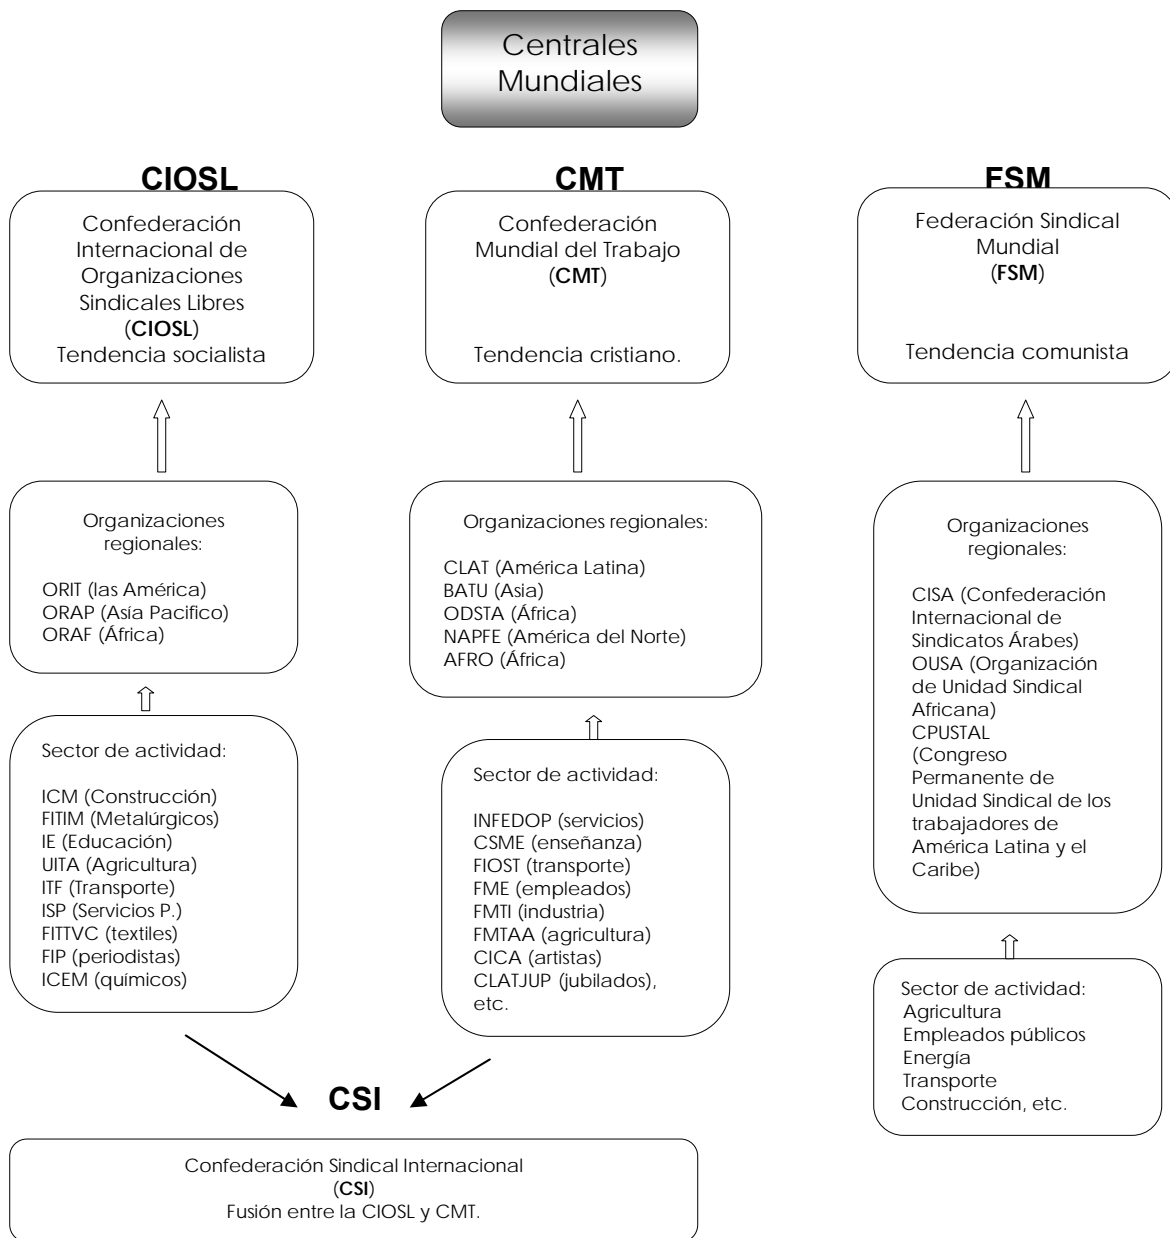 Centrales
Mundiales
CIOSL
Confederación
Internacional de
Organizaciones
Sindicales Libres
(CIOSL)
Tendencia socialista
Organizaciones
regionales:
ORIT (las América)
ORAP (Asía Pacifico)
ORAF (África)
Sector de actividad:
ICM (Construcción)
FITIM (Metalúrgicos)
IE (Educación)
UITA (Agricultura)
ITF (Transporte)
ISP (Servicios P.)
FITTVC (textiles)
FIP (periodistas)
ICEM (químicos)
CMT
Confederación
Mundial del Trabajo
(CMT)
Tendencia cristiano.
Organizaciones regionales:
CLAT (América Latina)
BATU (Asia)
ODSTA (África)
NAPFE (América del Norte)
AFRO (África)
Sector de actividad:
INFEDOP (servicios)
CSME (enseñanza)
FIOST (transporte)
FME (empleados)
FMTI (industria)
FMTAA (agricultura)
CICA (artistas)
CLATJUP (jubilados),
etc.
FSM
Federación Sindical
Mundial
(FSM)
Tendencia comunista
Organizaciones
regionales:
CISA (Confederación
Internacional de
Sindicatos Árabes)
OUSA (Organización
de Unidad Sindical
Africana)
CPUSTAL
(Congreso
Permanente de
Unidad Sindical de los
trabajadores de
América Latina y el
Caribe)
Sector de actividad:
Agricultura
Empleados públicos
Energía
Transporte
Construcción, etc.
CSI
Confederación Sindical Internacional
(CSI)
Fusión entre la CIOSL y CMT.